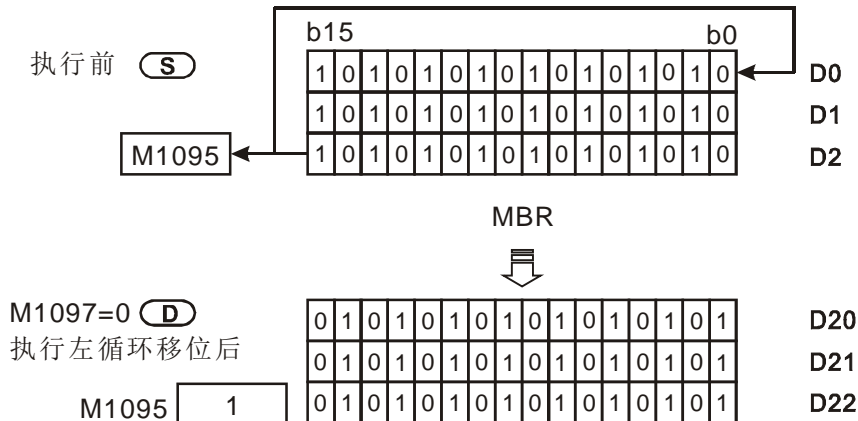 b15 b0
执行前 S 1 0 1 0 1 0 1 0 1 0 1 0 1 0 1 0 D0
1 0 1 0 1 0 1 0 1 0 1 0 1 0 1 0 D1
M1095 1 0 1 0 1 0 1 0 1 0 1 0 1 0 1 0 D2
MBR
M1097=0 D 0 1 0 1 0 1 0 1 0 1 0 1 0 1 0 1 D20
执行左循环移位后 0 1 0 1 0 1 0 1 0 1 0 1 0 1 0 1 D21
M1095 1 0 1 0 1 0 1 0 1 0 1 0 1 0 1 0 1 D22